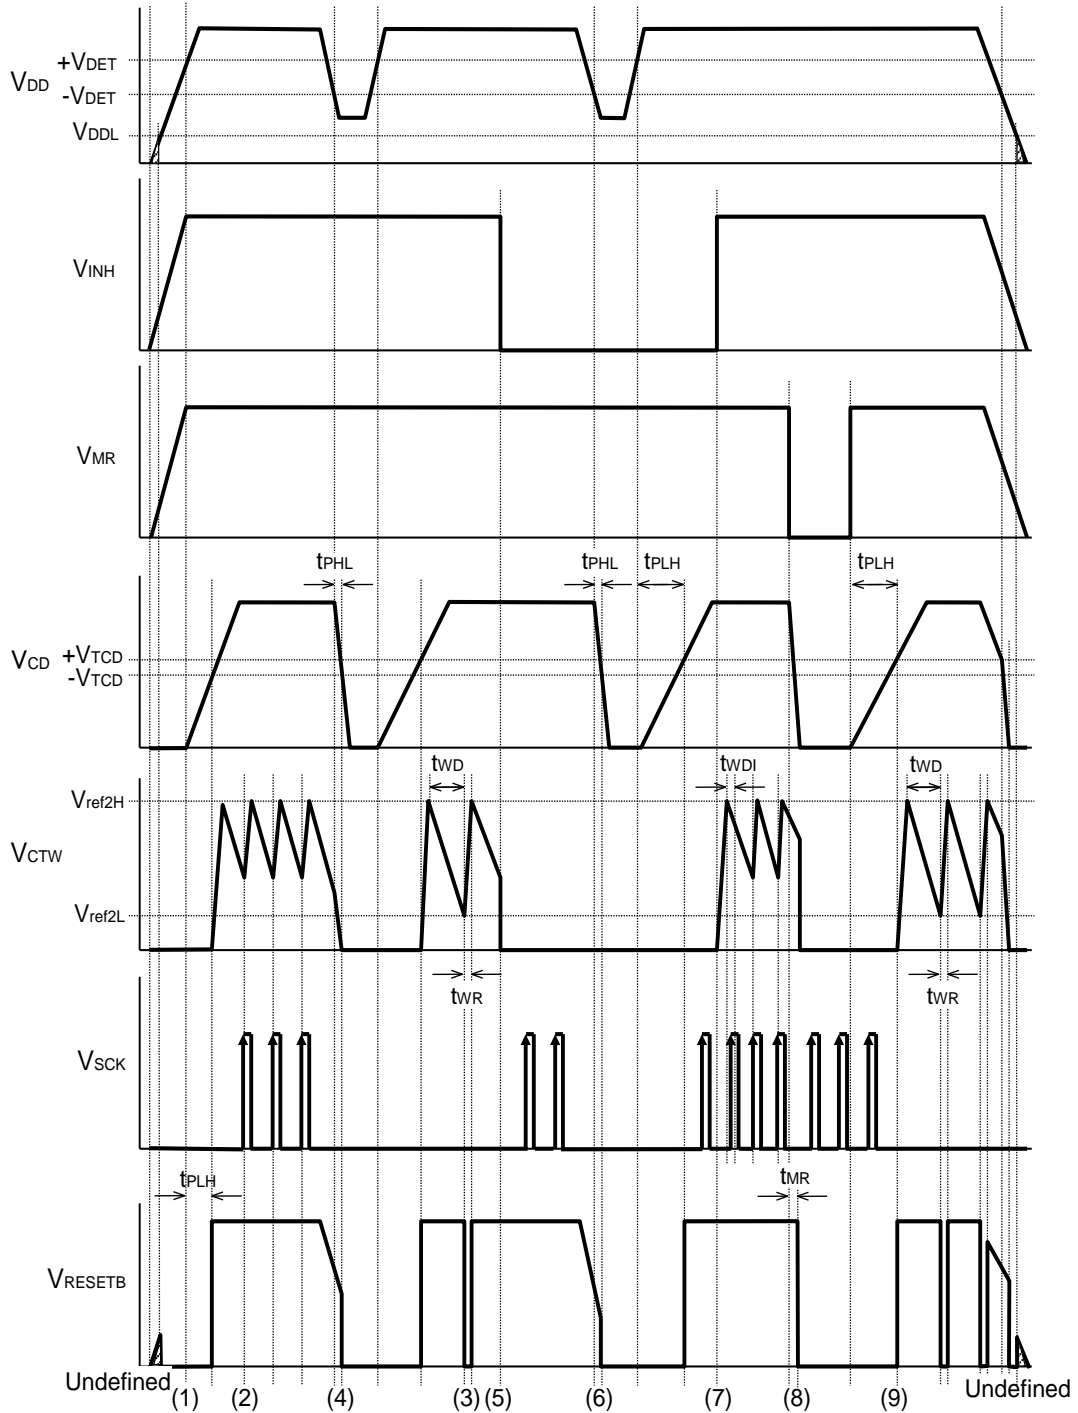 VDD
+VDET
-VDET
VDDL
VINH
VMR
tPHL
tPHL
tPLH
tPLH
VCD
+VTCD
-VTCD
tWD
tWDI
tWD
Vref2H
VCTW
Vref2L
tWR
tWR
VSCK
tPLH
tMR
VRESETB
Undefined
(1)
(2)
(4)
(3)
(5)
(6)
(7)
(8)
(9)
Undefined